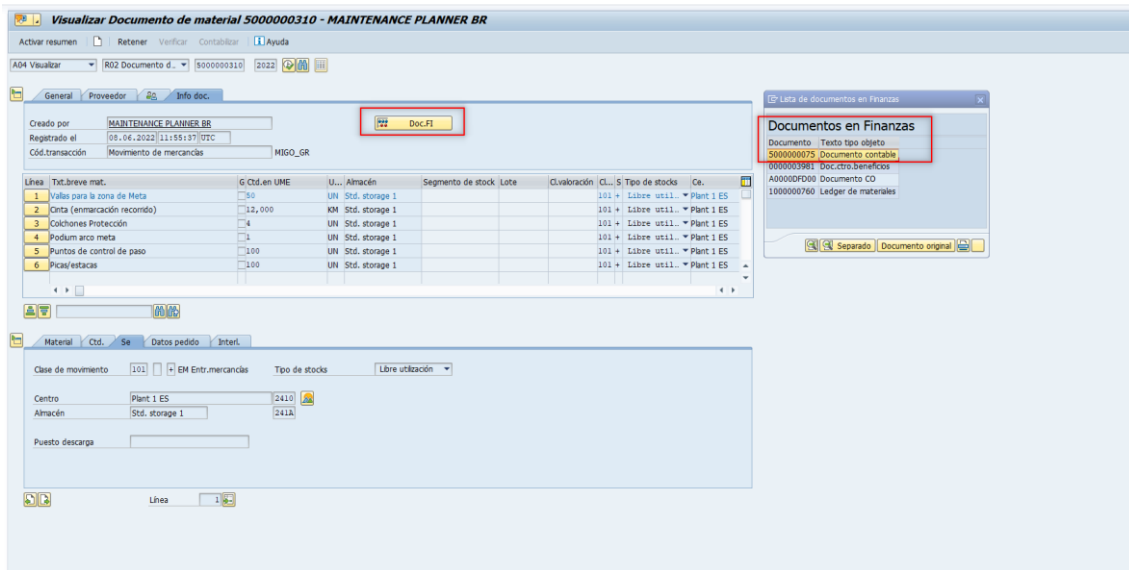 Visualizar Documento de material 5000000310 - MAINTENANCE PLANNER BR
Activar resumen Retener Verificar Contabilizar Ayuda
A04 Visualizar R02 Documento d.. 5000000310 2022
General Proveedor Info doc.
Creado por MAINTENANCE PLANNER BR Doc.FI
Registrado el 08.06.2022 11:55:37 UTC
Cód.transacción Movimiento de mercancías MIGO_GR
Lista de documentos en Finanzas
Documentos en Finanzas
Documento Texto tipo objeto
5000000075 Documento contable
0000003981 Doc.ctro.beneficios
A0000DFD00 Documento CO
1000000760 Ledger de materiales
Separado Documento original
Línea Txt.breve mat. G Ctd.en UME U... Almacén Segmento de stock Lote Cl.valoración Cl... S Tipo de stocks Ce.
1 Vallas para la zona de Meta 50 UN Std. storage 1 101 + Libre util.. Plant 1 ES
2 Cinta (enmarcación recorrido) 12,000 KM Std. storage 1 101 + Libre util.. Plant 1 ES
3 Colchones Protección 4 UN Std. storage 1 101 + Libre util.. Plant 1 ES
4 Podium arco meta 1 UN Std. storage 1 101 + Libre util.. Plant 1 ES
5 Puntos de control de paso 100 UN Std. storage 1 101 + Libre util.. Plant 1 ES
6 Picas/estacas 100 UN Std. storage 1 101 + Libre util.. Plant 1 ES
Material Ctd. Se Datos pedido Interl.
Clase de movimiento 101 + EM Entr.mercancías Tipo de stocks Libre utilización
Centro Plant 1 ES 2410
Almacén Std. storage 1 241A
Puesto descarga
Línea 1